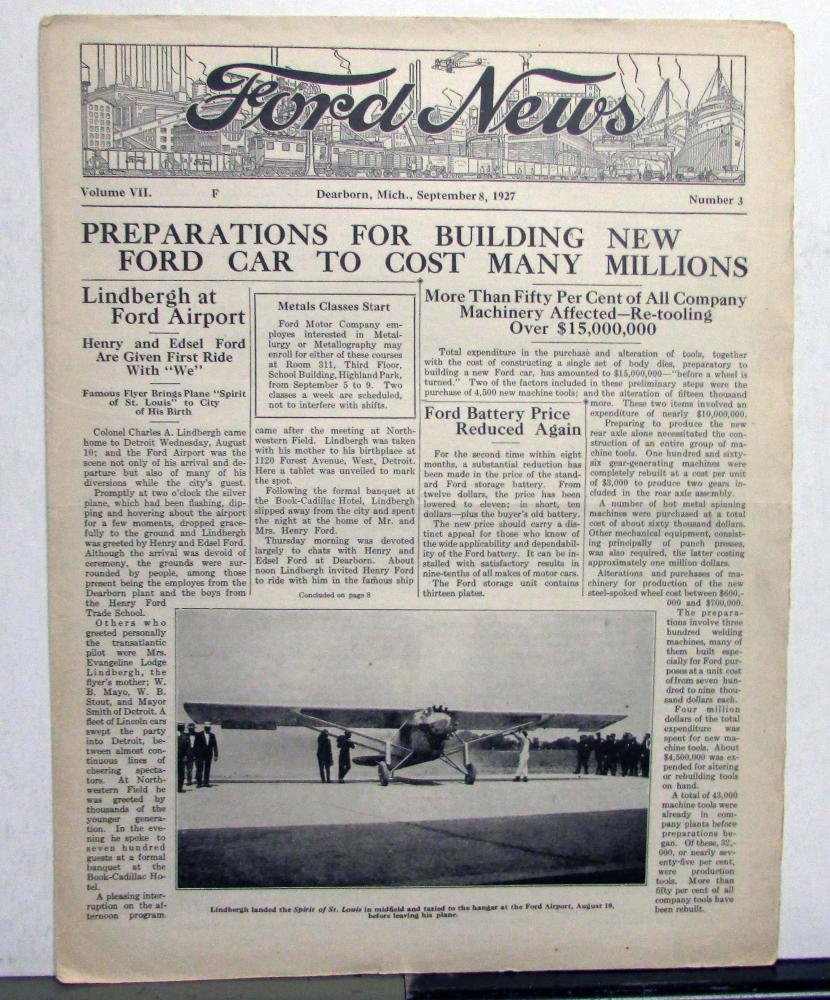 Ford News
Volume VII.
F
Dearborn, Mich., September 8, 1927
Number 3
PREPARATIONS FOR BUILDING NEW
FORD CAR TO COST MANY MILLIONS
Lindbergh at
Ford Airport
Henry and Edsel Ford
Are Given First Ride
With "We"
Famous Flyer Brings Plane "Spirit
of St. Louis" to City
of His Birth
Colonel Charles A. Lindbergh came
home to Detroit Wednesday, August
10; and the Ford Airport was the
scene not only of his arrival and de-
parture but also of many of his
diversions while the city's guest.
Promptly at two o'clock the silver
plane, which had been flashing, dip-
ping and hovering about the airport
for a few moments, dropped grace-
fully to the ground and Lindbergh
was greeted by Henry and Edsel Ford.
Although the arrival was devoid of
ceremony, the grounds were sur-
rounded by people, among those
present being the employes from the
Dearborn plant and the boys from
the Henry Ford
Trade School.
Others who
greeted personally
the transatlantic
pilot were Mrs.
Evangeline Lodge
Lindbergh, the
flyer's mother; W.
B. Mayo, W. B.
Stout, and Mayor
Smith of Detroit. A
fleet of Lincoln cars
swept the party
into Detroit, be-
tween almost con-
tinuous lines of
cheering specta-
tors. At North-
western Field he
was greeted by
thousands of the
younger genera-
tion. In the eve-
ning he spoke to
seven hundred
guests at a formal
banquet at the
Book-Cadillac Ho-
tel.
A pleasing inter-
ruption on the af-
ternoon program
Metals Classes Start
Ford Motor Company em-
ployes interested in Metal-
lurgy or Metallography may
enroll for either of these courses
at Room 311, Third Floor,
School Building, Highland Park,
from September 5 to 9. Two
classes a week are scheduled,
not to interfere with shifts.
came after the meeting at North-
western Field. Lindbergh was taken
with his mother to his birthplace at
1120 Forest Avenue, West, Detroit.
Here a tablet was unveiled to mark
the spot.
Following the formal banquet at
the Book-Cadillac Hotel, Lindbergh
slipped away from the city and spent
the night at the home of Mr. and
Mrs. Henry Ford.
Thursday morning was devoted
largely to chats with Henry and
Edsel Ford at Dearborn. About
noon Lindbergh invited Henry Ford
to ride with him in the famous ship
Concluded on page 8
More Than Fifty Per Cent of All Company
Machinery Affected—Re-tooling
Over $15,000,000
Total expenditure in the purchase and alteration of tools, together
with the cost of constructing a single set of body dies, preparatory to
building a new Ford car, has amounted to $15,000,000—"before a wheel is
turned." Two of the factors included in these preliminary steps were the
purchase of 4,500 new machine tools; and the alteration of fifteen thousand
more. These two items involved an
expenditure of nearly $10,000,000.
Preparing to produce the new
rear axle alone necessitated the con-
struction of an entire group of ma-
chine tools. One hundred and sixty-
six gear-generating machines were
completely rebuilt at a cost per unit
of $3,000 to produce two gears in-
cluded in the rear axle assembly.
A number of hot metal spinning
machines were purchased at a total
cost of about sixty thousand dollars.
Other mechanical equipment, consist-
ing principally of punch presses,
was also required, the latter costing
approximately one million dollars.
Alterations and purchases of ma-
chinery for production of the new
steel-spoked wheel cost between $600,-
000 and $700,000.
The prepara-
tions involve three
hundred welding
machines, many of
them built espe-
cially for Ford pur-
poses at a unit cost
of from seven hun-
dred to nine thou-
sand dollars each.
Four million
dollars of the total
expenditure was
spent for new ma-
chine tools. About
$4,500,000 was ex-
pended for altering
or rebuilding tools
on hand.
A total of 43,000
machine tools were
already in com-
pany plants before
preparations be-
gan. Of these, 32,-
000, or nearly sev-
enty-five per cent,
were production
tools. More than
fifty per cent of all
company tools have
been rebuilt.
Ford Battery Price
Reduced Again
For the second time within eight
months, a substantial reduction has
been made in the price of the stand-
ard Ford storage battery. From
twelve dollars, the price has been
lowered to eleven; in short, ten
dollars—plus the buyer's old battery.
The new price should carry a dis-
tinct appeal for those who know of
the wide applicability and dependabil-
ity of the Ford battery. It can be in-
stalled with satisfactory results in
nine-tenths of all makes of motor cars.
The Ford storage unit contains
thirteen plates.
Lindbergh landed the Spirit of St. Louis in midfield and taxied to the hangar at the Ford Airport, August 10,
before leaving his plane.